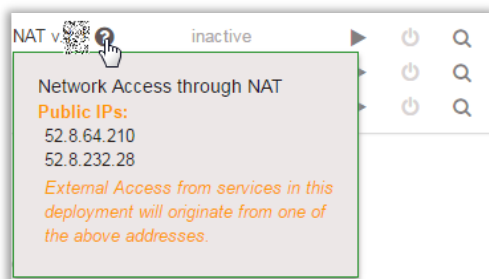 NAT v.
inactive
Network Access through NAT
Public IPs:
52.8.64.210
52.8.232.28
External Access from services in this
deployment will originate from one of
the above addresses.